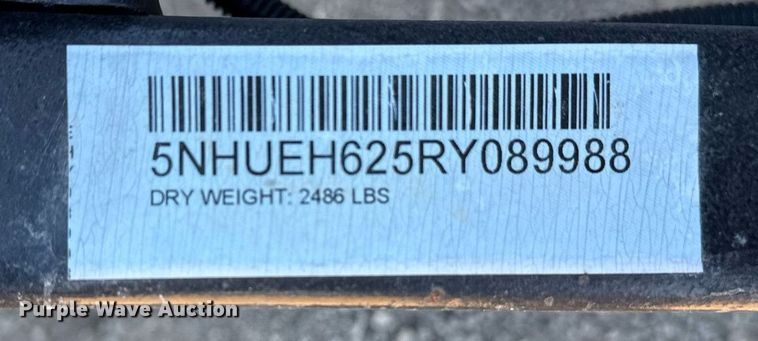 5NHUEH625RY089988
DRY WEIGHT: 2486 LBS
Purple Wave Auction